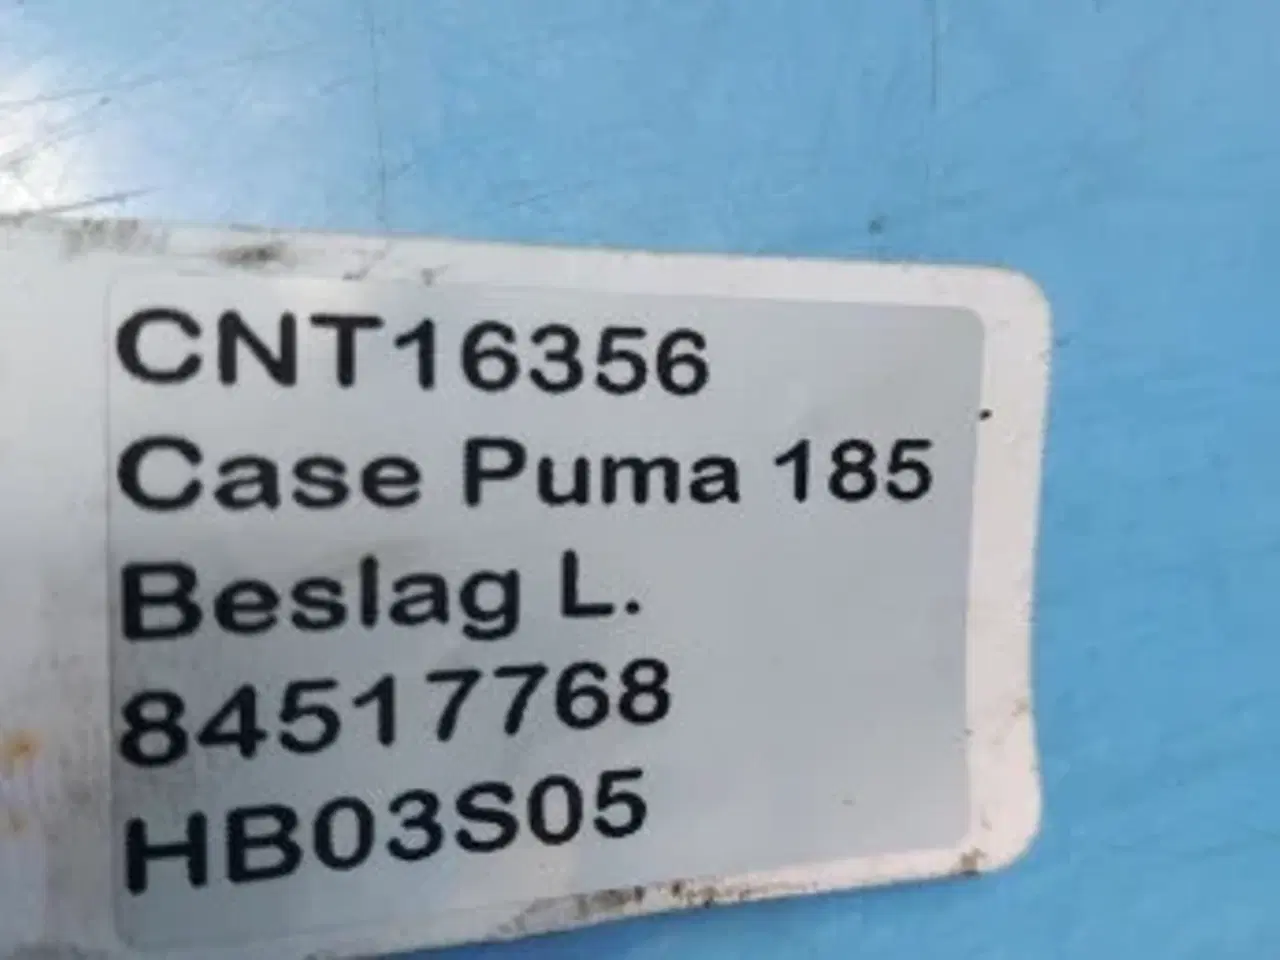 CNT16356
Case Puma 185
Beslag L.
84517768
HB03S05